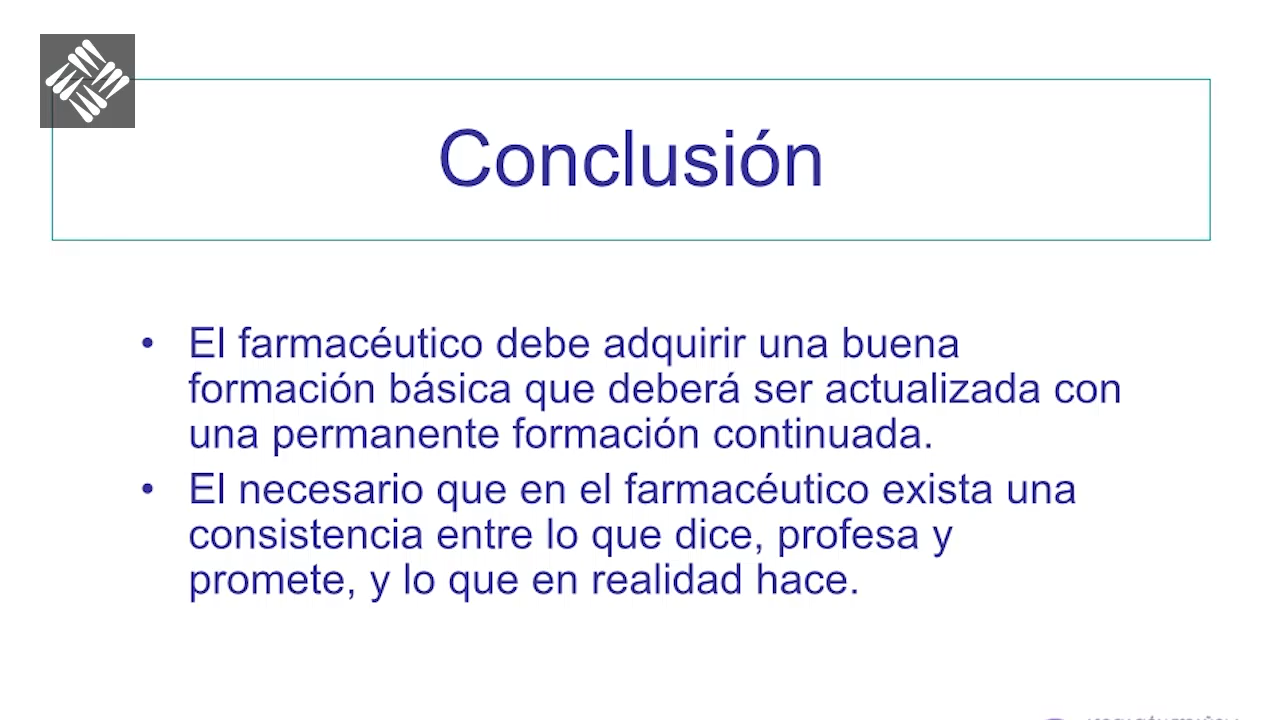 Conclusión
• El farmacéutico debe adquirir una buena
formación básica que deberá ser actualizada con
una permanente formación continuada.
• El necesario que en el farmacéutico exista una
consistencia entre lo que dice, profesa y
promete, y lo que en realidad hace.